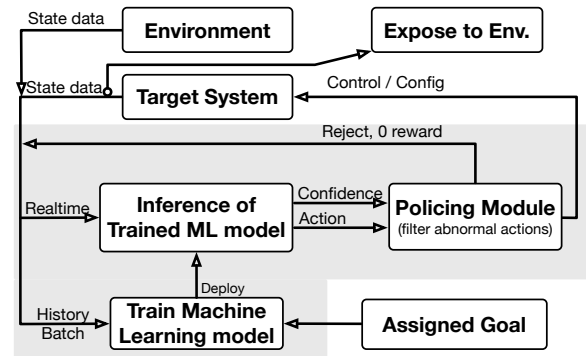 State data
Environment
Expose to Env.
State data
Target System
Control / Config
Reject, 0 reward
Realtime
Inference of
Trained ML model
Confidence
Action
Policing Module
(filter abnormal actions)
Deploy
History
Batch
Train Machine
Learning model
Assigned Goal